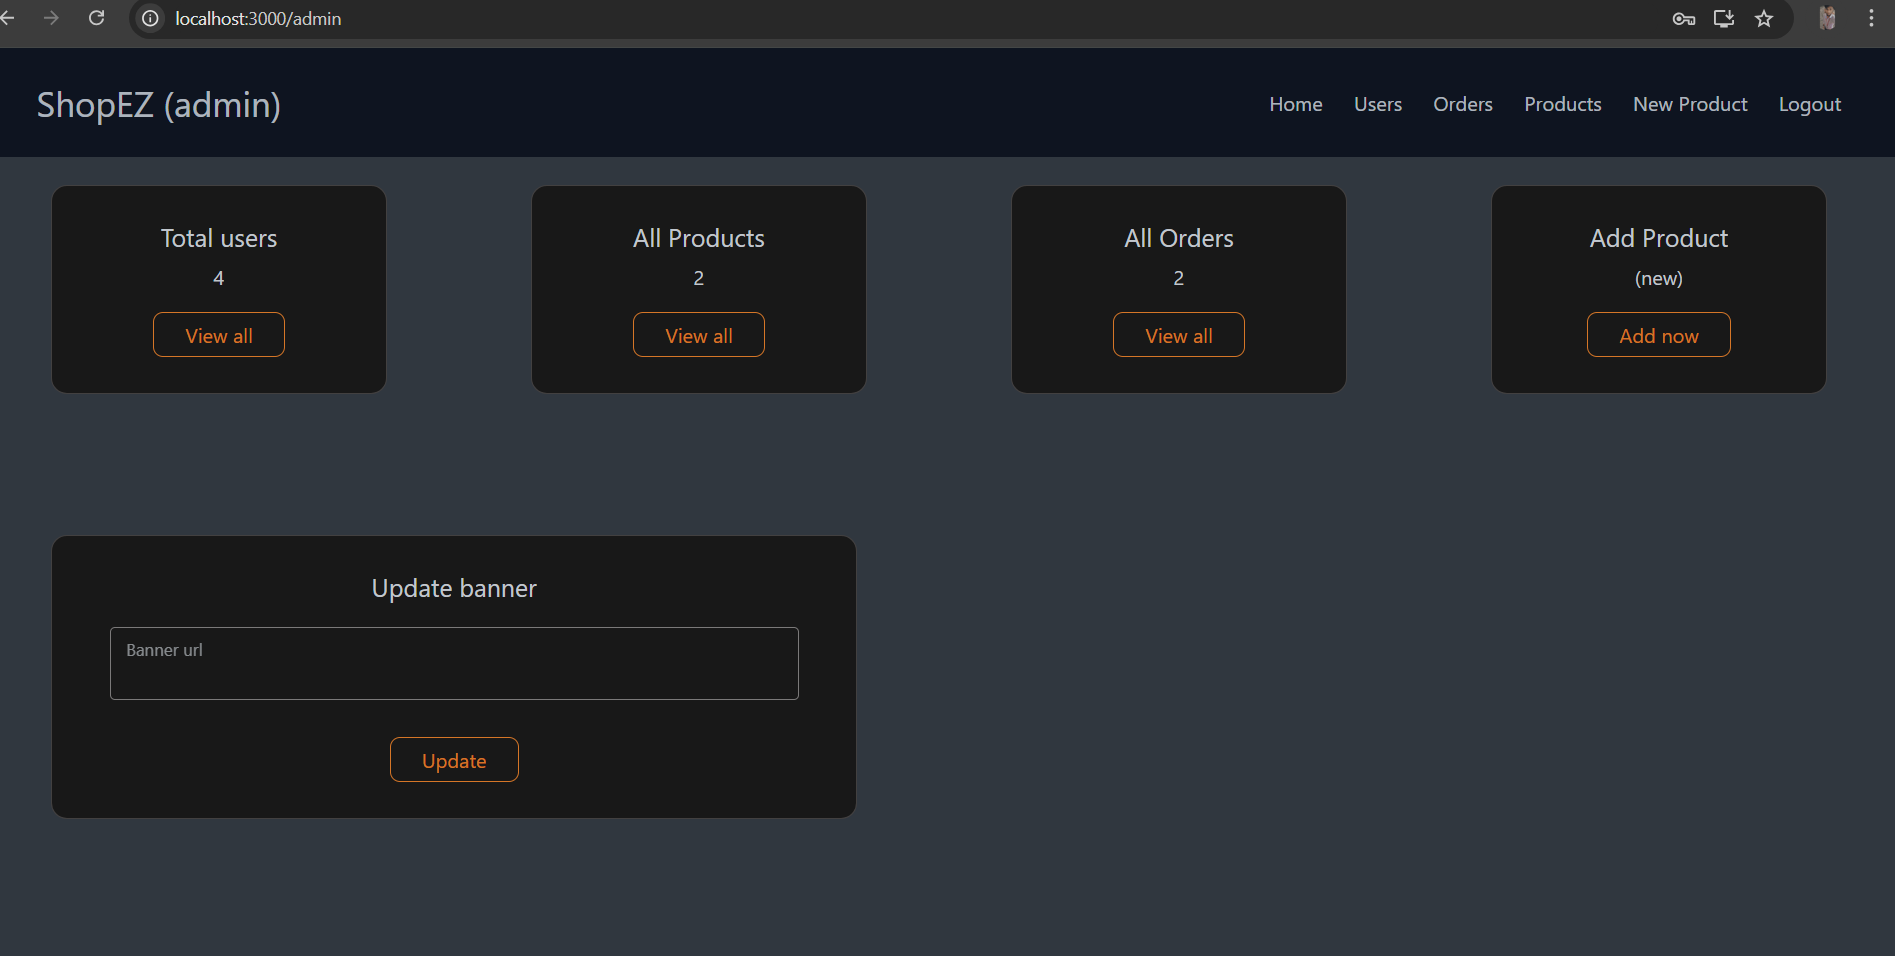 localhost:3000/admin
ShopEZ (admin)
Home Users Orders Products New Product Logout
Total users
4
View all
All Products
2
View all
All Orders
2
View all
Add Product
(new)
Add now
Update banner
Banner url
Update